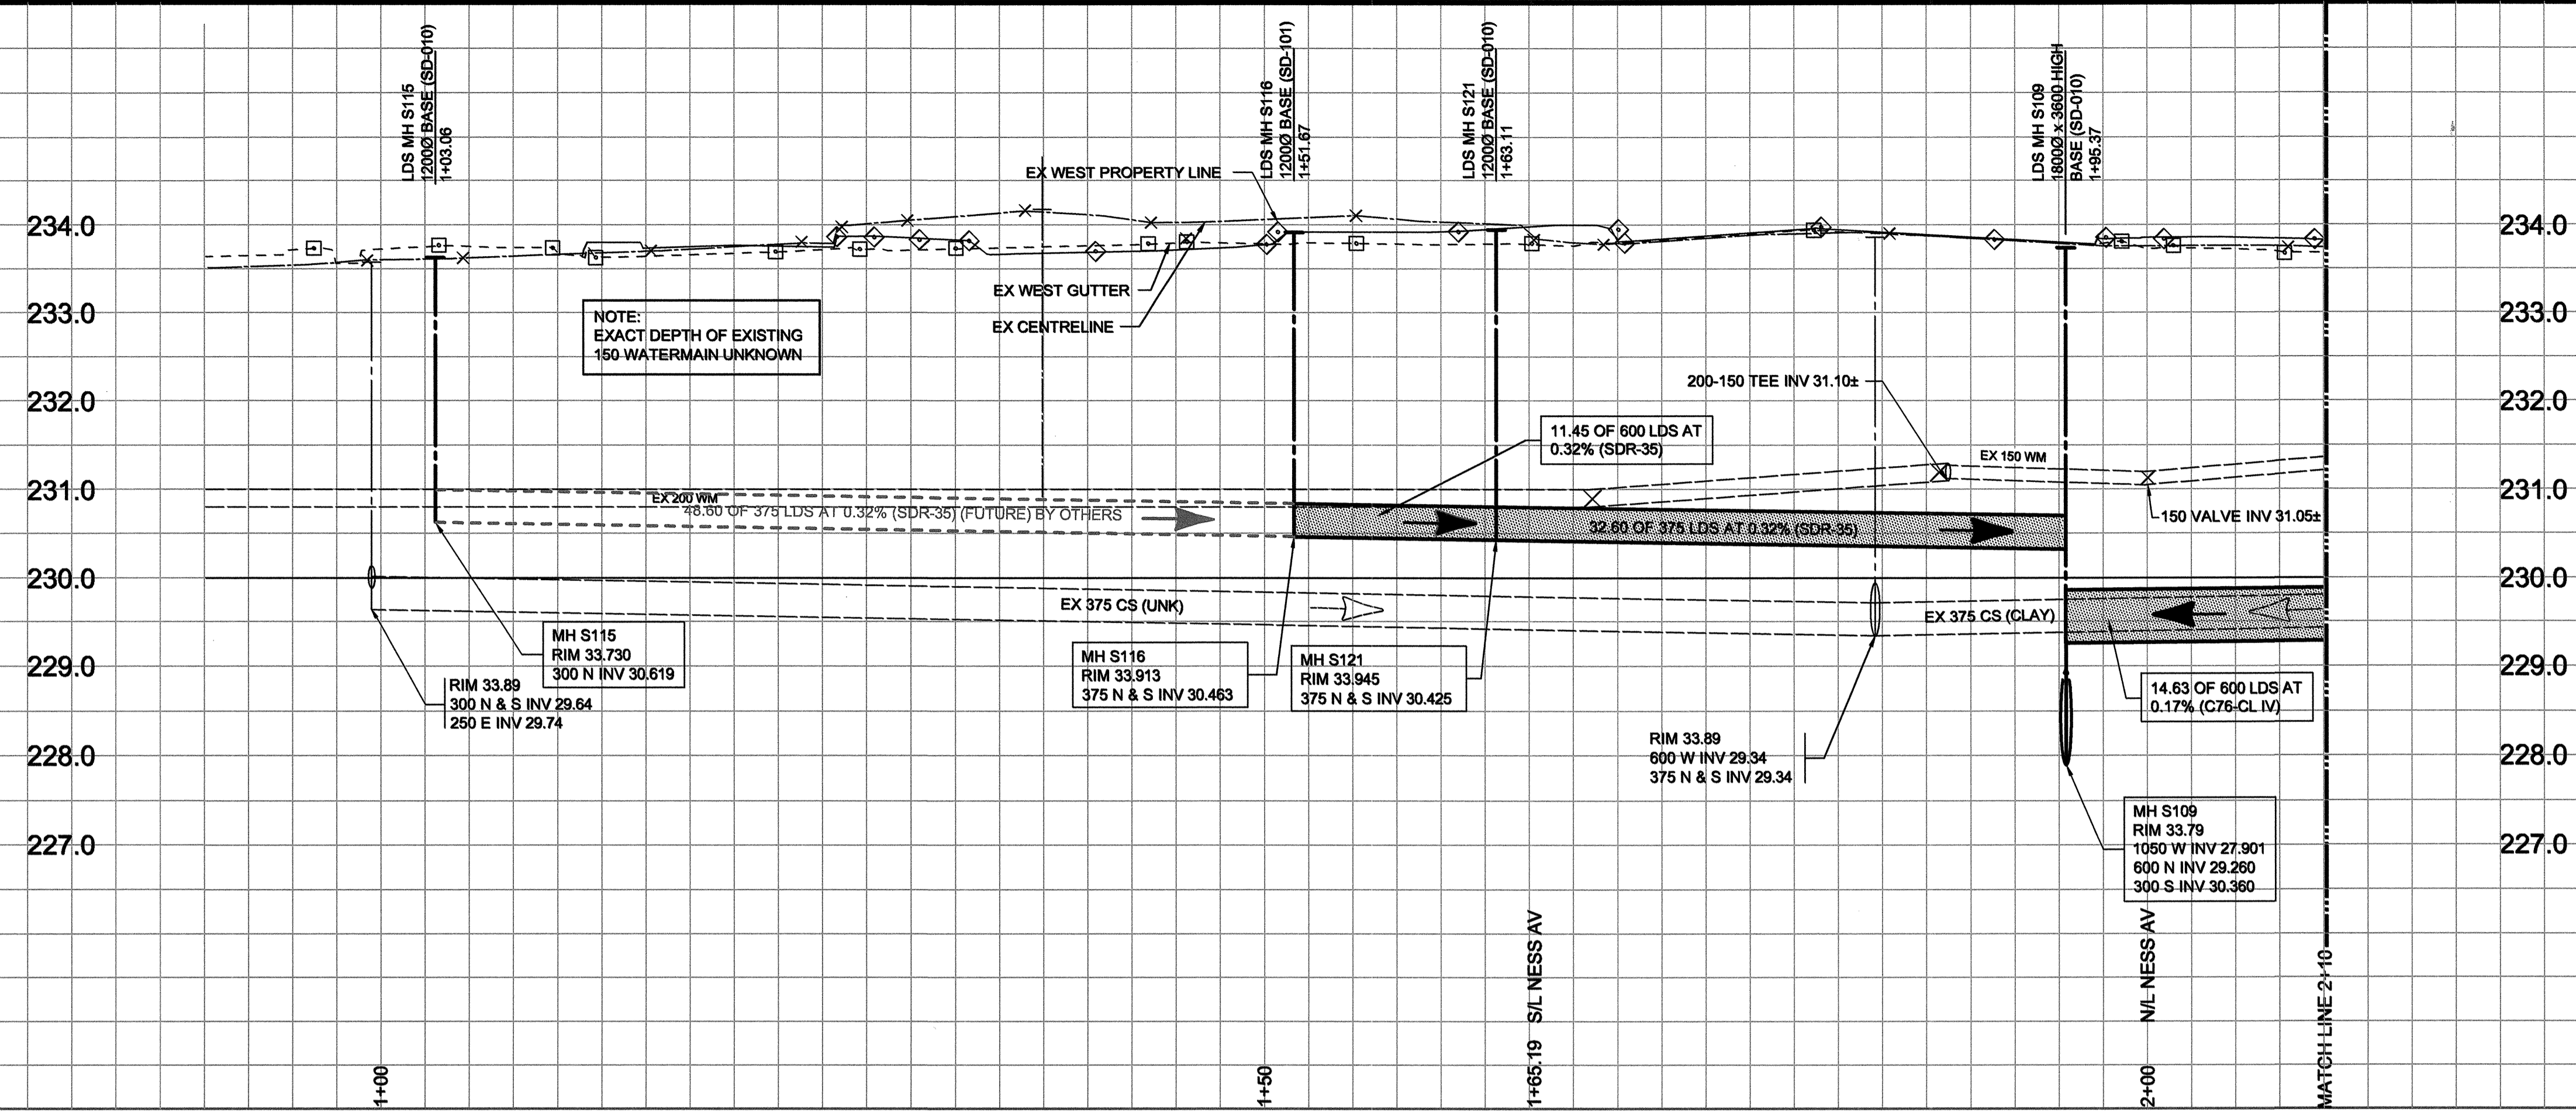 LDS MH S115
1200Ø BASE (SD-010)
1+03.06
LDS MH S116
1200Ø BASE (SD-101)
1+51.67
LDS MH S121
1200Ø BASE (SD-010)
1+63.11
LDS MH S109
1800Ø x 3600 HIGH
BASE (SD-010)
1+95.37
EX WEST PROPERTY LINE
234.0
234.0
EX WEST GUTTER
EX CENTRELINE
233.0
233.0
NOTE:
EXACT DEPTH OF EXISTING
150 WATERMAIN UNKNOWN
232.0
232.0
200-150 TEE INV 31.10±
11.45 OF 600 LDS AT
0.32% (SDR-35)
EX 150 WM
231.0
231.0
EX 200 WM
48.60 OF 375 LDS AT 0.32% (SDR-35) (FUTURE) BY OTHERS
32.60 OF 375 LDS AT 0.32% (SDR-35)
150 VALVE INV 31.05±
230.0
230.0
EX 375 CS (UNK)
EX 375 CS (CLAY)
229.0
229.0
MH S115
RIM 33.730
300 N INV 30.619
RIM 33.89
300 N & S INV 29.64
250 E INV 29.74
MH S116
RIM 33.913
375 N & S INV 30.463
MH S121
RIM 33.945
375 N & S INV 30.425
14.63 OF 600 LDS AT
0.17% (C76-CL IV)
RIM 33.89
600 W INV 29.34
375 N & S INV 29.34
228.0
228.0
MH S109
RIM 33.79
1050 W INV 27.901
600 N INV 29.260
300 S INV 30.360
227.0
227.0
1+00
1+50
1+65.19 S/L NESS AV
2+00 N/L NESS AV
MATCH LINE 2+10